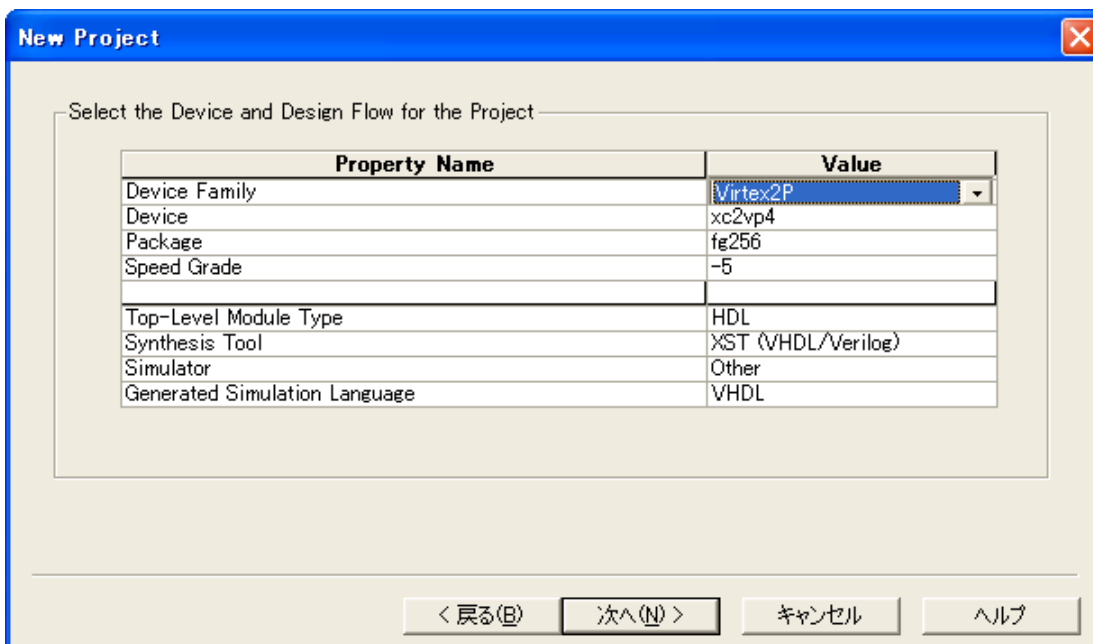 New Project
Select the Device and Design Flow for the Project
Property Name Value
Device Family Virtex2P
Device xc2vp4
Package fg256
Speed Grade -5
Top-Level Module Type HDL
Synthesis Tool XST (VHDL/Verilog)
Simulator Other
Generated Simulation Language VHDL
< 戻る(B) 次へ(N) > キャンセル ヘルプ